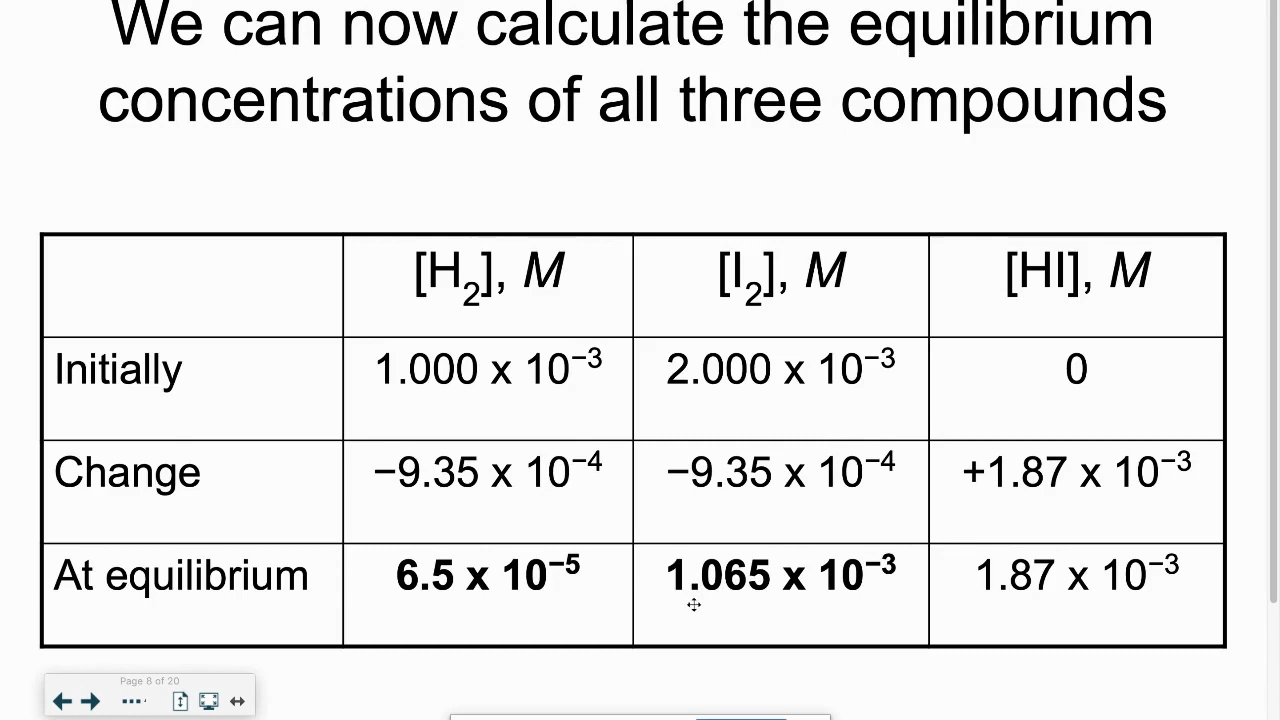 We can now calculate the equilibrium
concentrations of all three compounds
[H₂], M [I₂], M [HI], M
Initially 1.000 x 10⁻³ 2.000 x 10⁻³ 0
Change −9.35 x 10⁻⁴ −9.35 x 10⁻⁴ +1.87 x 10⁻³
At equilibrium 6.5 x 10⁻⁵ 1.065 x 10⁻³ 1.87 x 10⁻³
Page 8 of 20